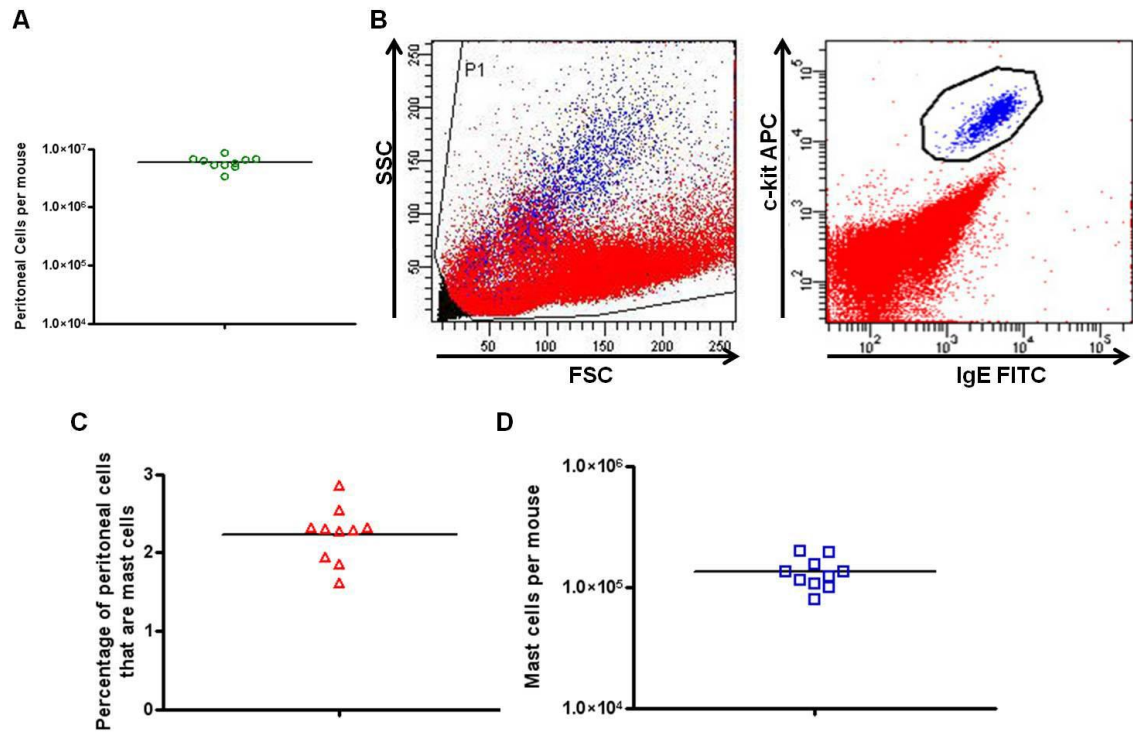 A
Peritoneal Cells per mouse
1.0×10⁷
1.0×10⁶
1.0×10⁵
1.0×10⁴
B
SSC
250
200
150
100
50
P1
50 100 150 200 250
FSC
c-kit APC
10⁵
10⁴
10³
10²
10² 10³ 10⁴ 10⁵
IgE FITC
C
Percentage of peritoneal cells
that are mast cells
3
2
1
0
D
Mast cells per mouse
1.0×10⁶
1.0×10⁵
1.0×10⁴